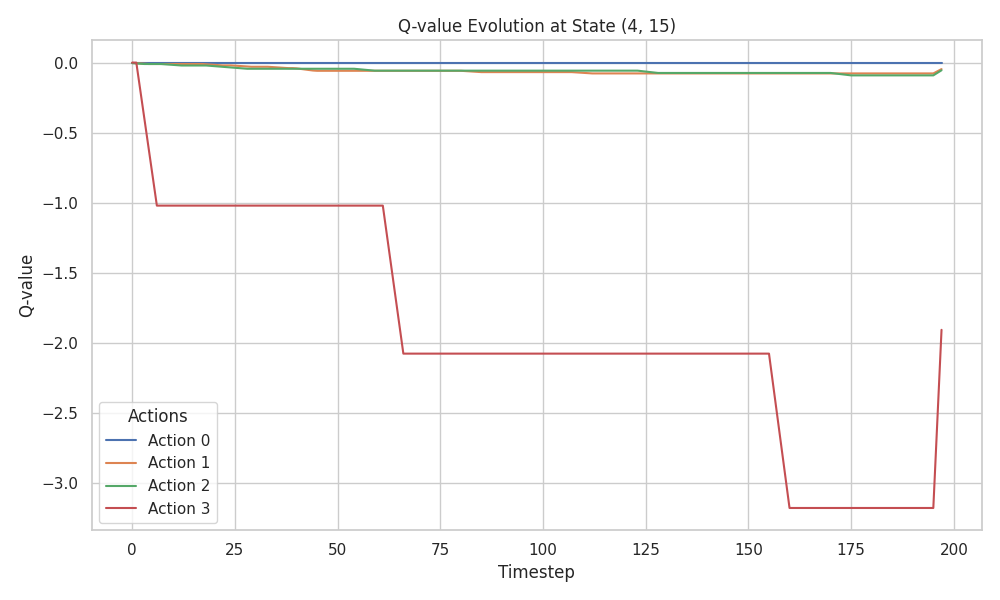 Q-value Evolution at State (4, 15)
Q-value
0.0
−0.5
−1.0
−1.5
−2.0
−2.5
−3.0
Actions
Action 0
Action 1
Action 2
Action 3
0 25 50 75 100 125 150 175 200
Timestep